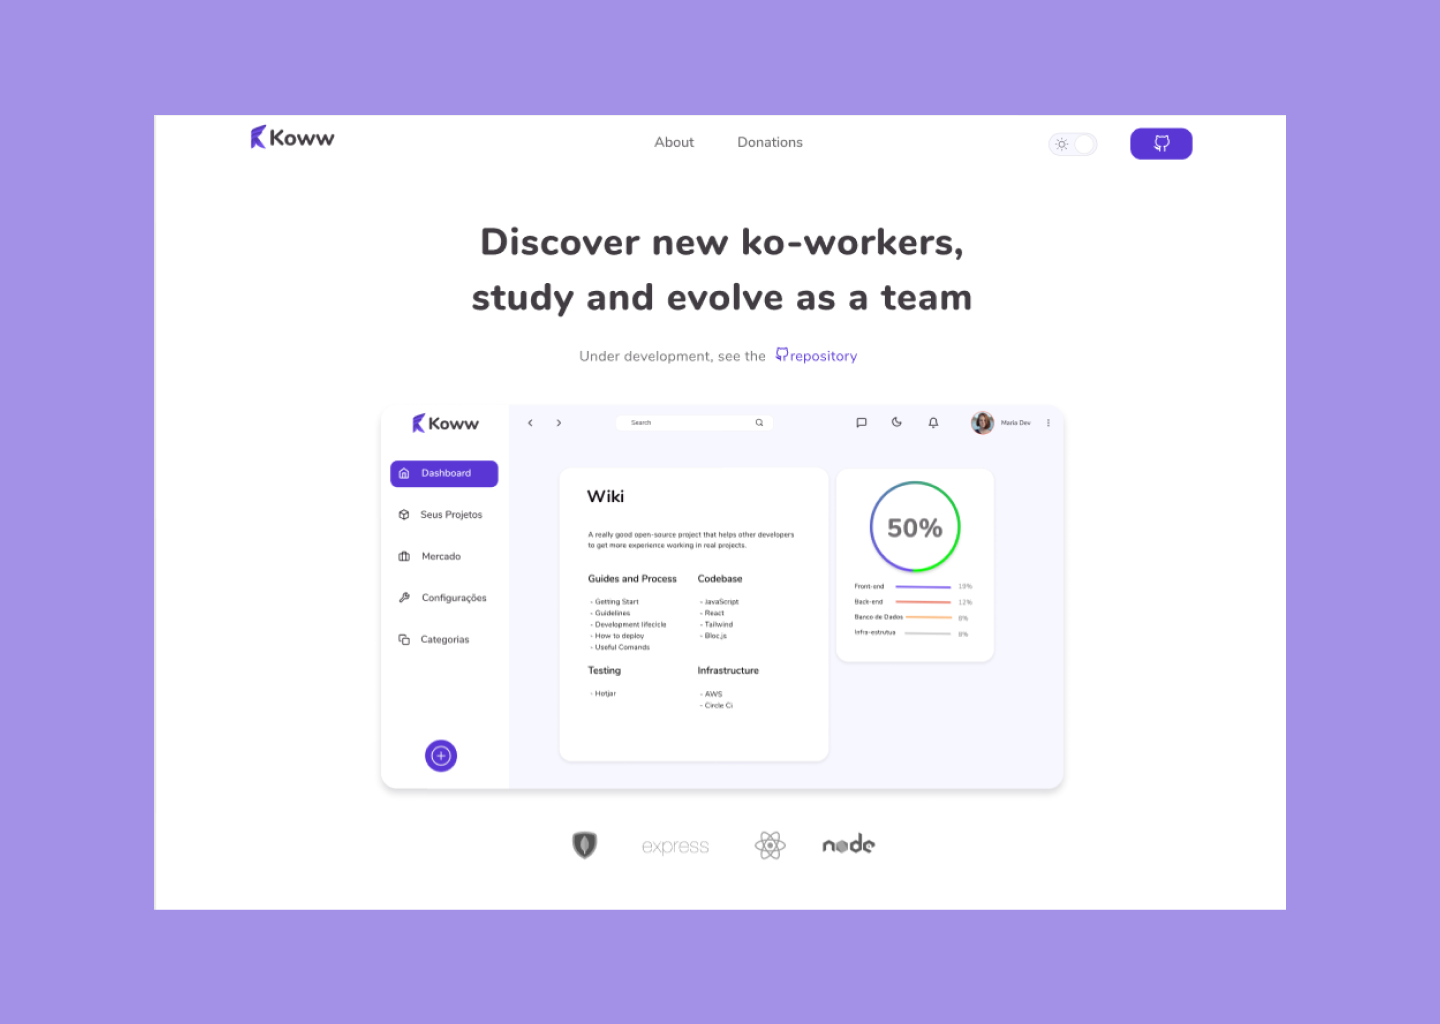 Koww
About
Donations
Discover new ko-workers,
study and evolve as a team
Under development, see the repository
Koww
Search
Maria Dev
Dashboard
Seus Projetos
Mercado
Configurações
Categorias
Wiki
A really good open-source project that helps other developers
to get more experience working in real projects.
Guides and Process
- Getting Start
- Guidelines
- Development lifecicle
- How to deploy
- Useful Comands
Codebase
- JavaScript
- React
- Tailwind
- Bloc.js
Testing
- Hotjar
Infrastructure
- AWS
- Circle Ci
50%
Front-end 19%
Back-end 12%
Banco de Dados 8%
Infra-estrutua 8%
express
node